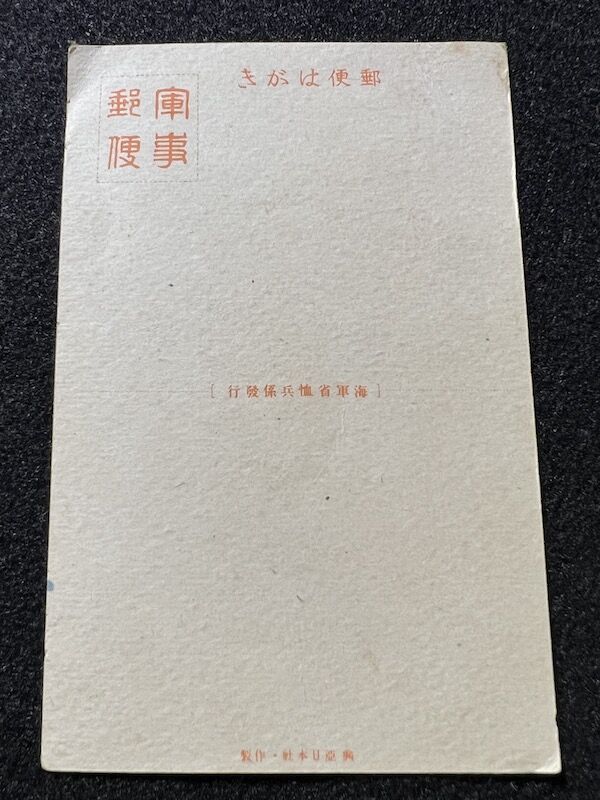 郵便はがき
軍事
郵便
[海軍省恤兵係發行]
興亞日本社・作製